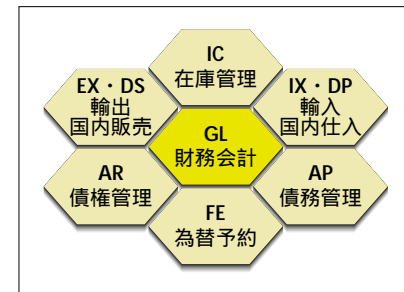 IC
在庫管理
EX・DS
輸出
国内販売
IX・DP
輸入
国内仕入
GL
財務会計
AR
債権管理
AP
債務管理
FE
為替予約